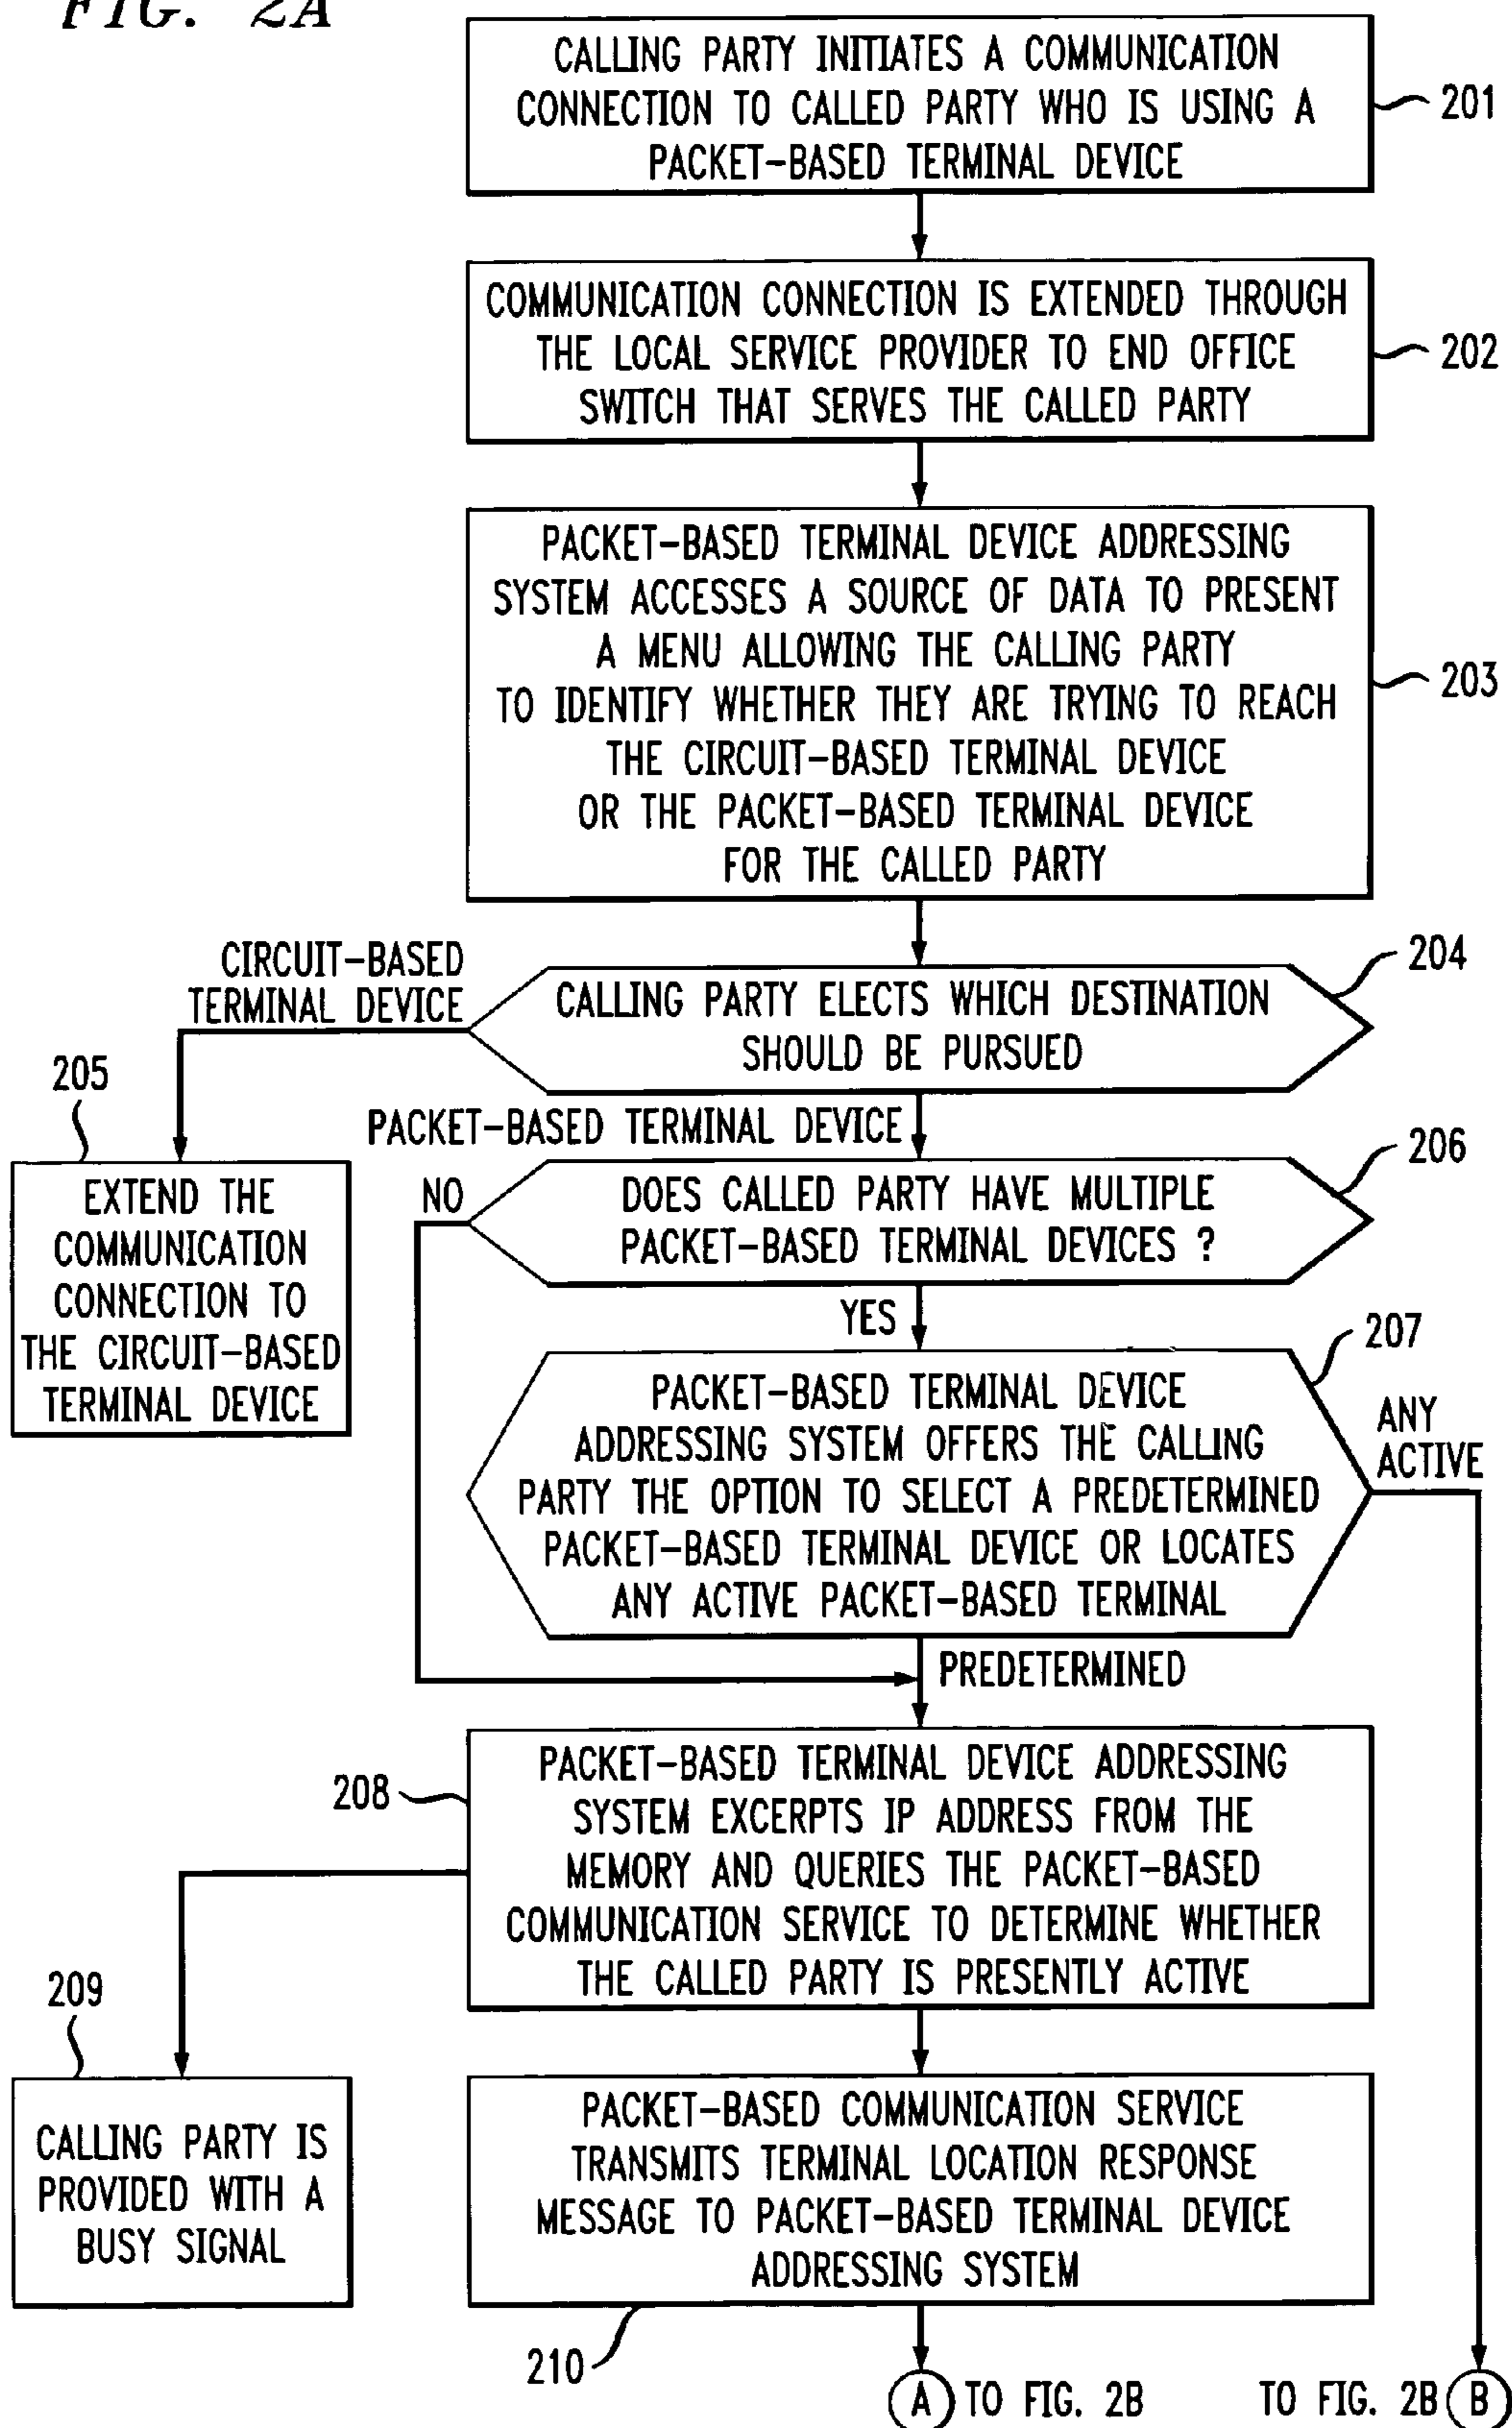 FIG. 2A
CALLING PARTY INITIATES A COMMUNICATION
CONNECTION TO CALLED PARTY WHO IS USING A
PACKET-BASED TERMINAL DEVICE
201
COMMUNICATION CONNECTION IS EXTENDED THROUGH
THE LOCAL SERVICE PROVIDER TO END OFFICE
SWITCH THAT SERVES THE CALLED PARTY
202
PACKET-BASED TERMINAL DEVICE ADDRESSING
SYSTEM ACCESSES A SOURCE OF DATA TO PRESENT
A MENU ALLOWING THE CALLING PARTY
TO IDENTIFY WHETHER THEY ARE TRYING TO REACH
THE CIRCUIT-BASED TERMINAL DEVICE
OR THE PACKET-BASED TERMINAL DEVICE
FOR THE CALLED PARTY
203
CIRCUIT-BASED
TERMINAL DEVICE
CALLING PARTY ELECTS WHICH DESTINATION
SHOULD BE PURSUED
204
205
EXTEND THE
COMMUNICATION
CONNECTION TO
THE CIRCUIT-BASED
TERMINAL DEVICE
PACKET-BASED TERMINAL DEVICE
NO
DOES CALLED PARTY HAVE MULTIPLE
PACKET-BASED TERMINAL DEVICES ?
206
YES
PACKET-BASED TERMINAL DEVICE
ADDRESSING SYSTEM OFFERS THE CALLING
PARTY THE OPTION TO SELECT A PREDETERMINED
PACKET-BASED TERMINAL DEVICE OR LOCATES
ANY ACTIVE PACKET-BASED TERMINAL
207
ANY
ACTIVE
PREDETERMINED
208
PACKET-BASED TERMINAL DEVICE ADDRESSING
SYSTEM EXCERPTS IP ADDRESS FROM THE
MEMORY AND QUERIES THE PACKET-BASED
COMMUNICATION SERVICE TO DETERMINE WHETHER
THE CALLED PARTY IS PRESENTLY ACTIVE
209
CALLING PARTY IS
PROVIDED WITH A
BUSY SIGNAL
PACKET-BASED COMMUNICATION SERVICE
TRANSMITS TERMINAL LOCATION RESPONSE
MESSAGE TO PACKET-BASED TERMINAL DEVICE
ADDRESSING SYSTEM
210
A TO FIG. 2B
TO FIG. 2B B